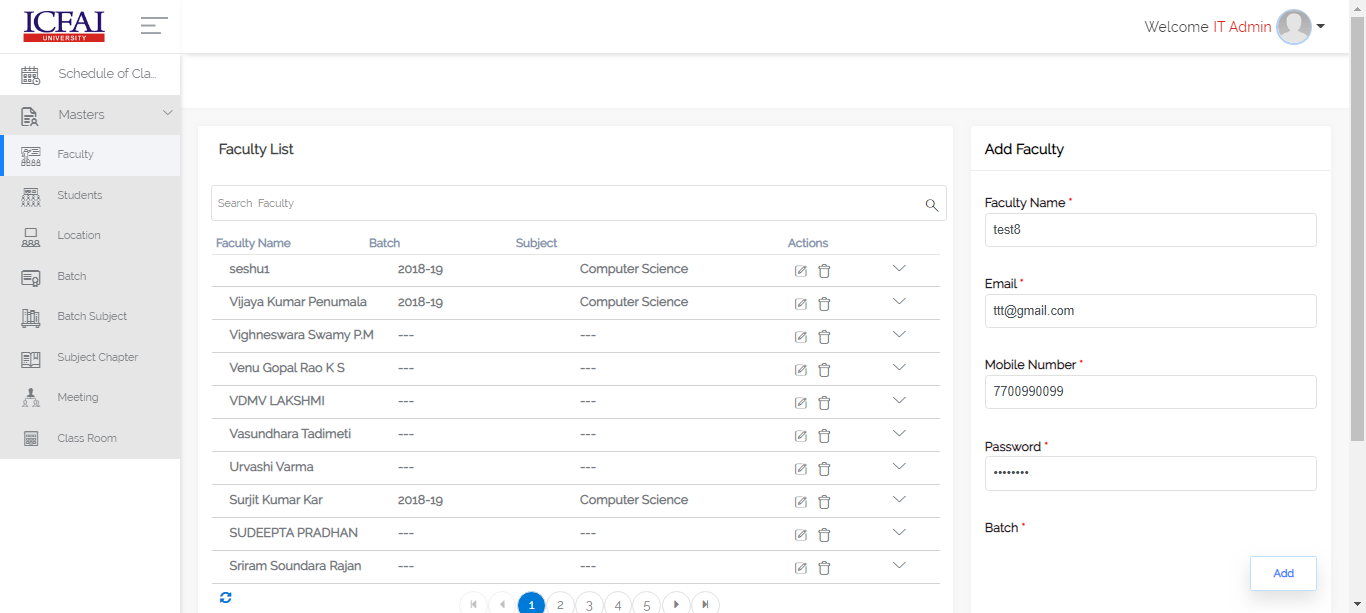 ICFAI
UNIVERSITY
Welcome IT Admin
Schedule of Cla...
Masters
Faculty
Students
Location
Batch
Batch Subject
Subject Chapter
Meeting
Class Room
Faculty List
Search Faculty
Faculty Name Batch Subject Actions
seshu1 2018-19 Computer Science
Vijaya Kumar Penumala 2018-19 Computer Science
Vighneswara Swamy P.M --- ---
Venu Gopal Rao K S --- ---
VDMV LAKSHMI --- ---
Vasundhara Tadimeti --- ---
Urvashi Varma --- ---
Surjit Kumar Kar 2018-19 Computer Science
SUDEEPTA PRADHAN --- ---
Sriram Soundara Rajan --- ---
1 2 3 4 5
Add Faculty
Faculty Name *
test8
Email *
ttt@gmail.com
Mobile Number *
7700990099
Password *
••••••••
Batch *
Add